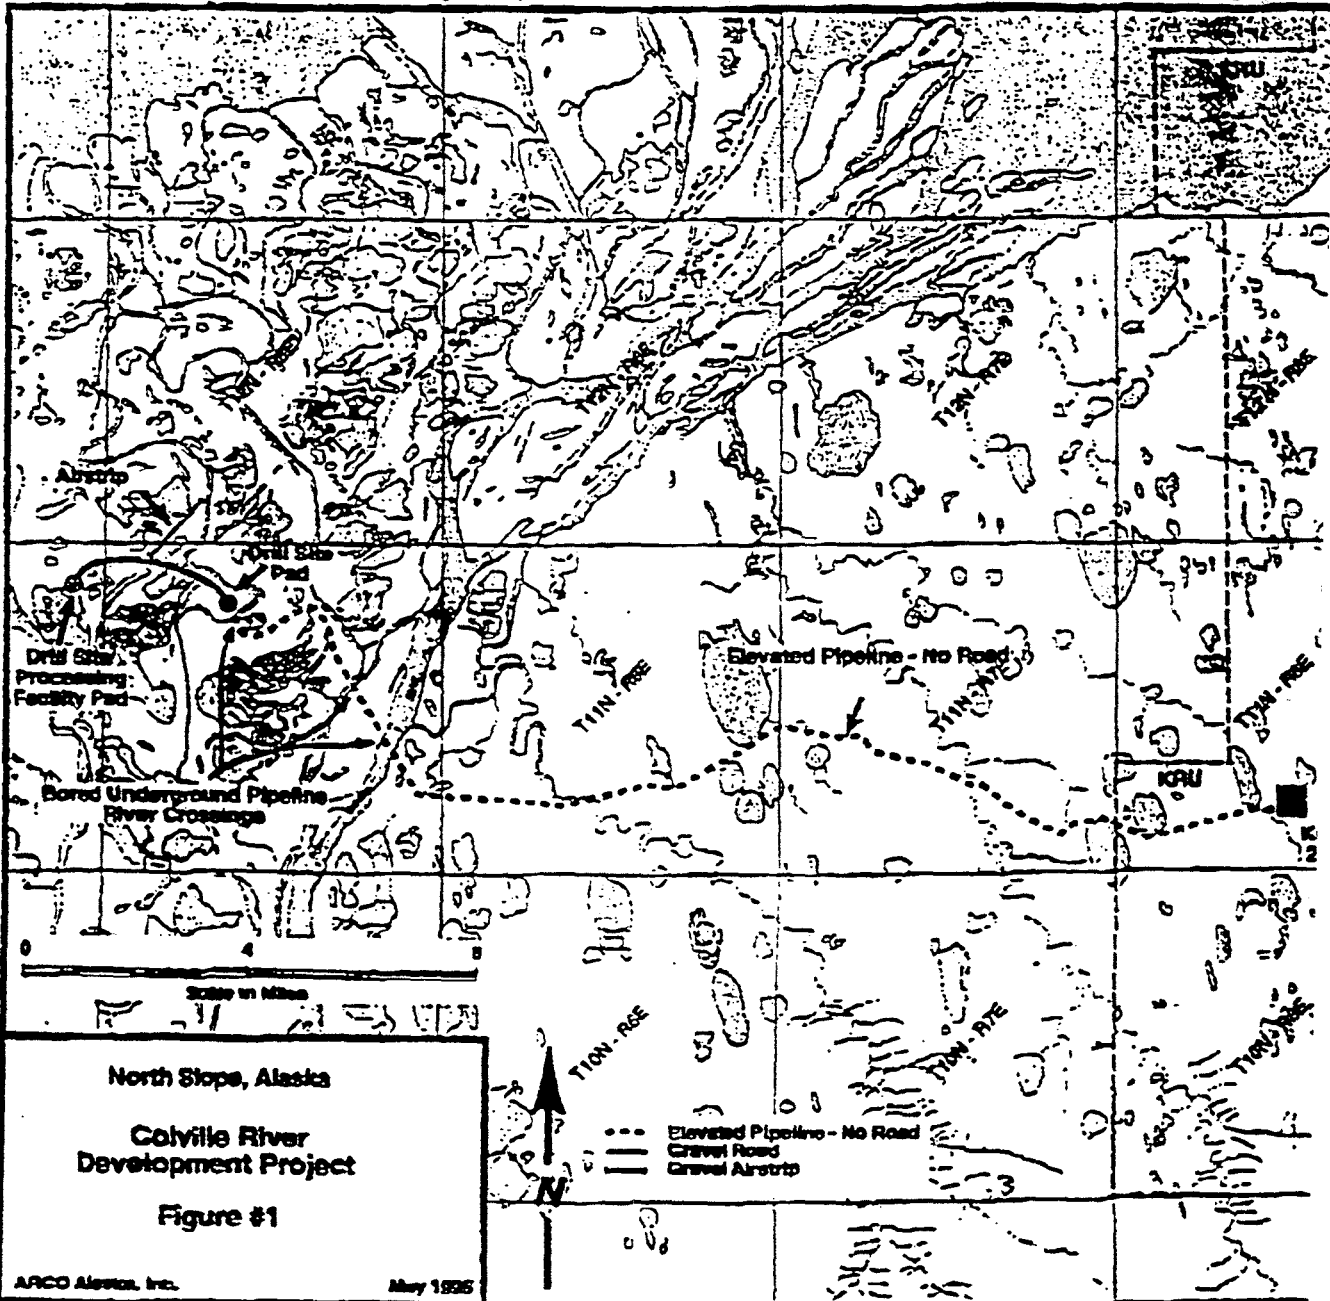 KRU
T12N - R7E
Airstrip
Drill Site
Pad
Drill Site
Processing
Facility Pad
Elevated Pipeline - No Road
T11N - R6E
T11N - R7E
T11N - R8E
KRU
Bored Underground Pipeline
River Crossings
K
2
0 4 8
Scale in Miles
T10N - R6E
T10N - R7E
T10N - R8E
North Slope, Alaska
Colville River
Development Project
Figure #1
ARCO Alaska, Inc.
N
Elevated Pipeline - No Road
Gravel Road
Gravel Airstrip